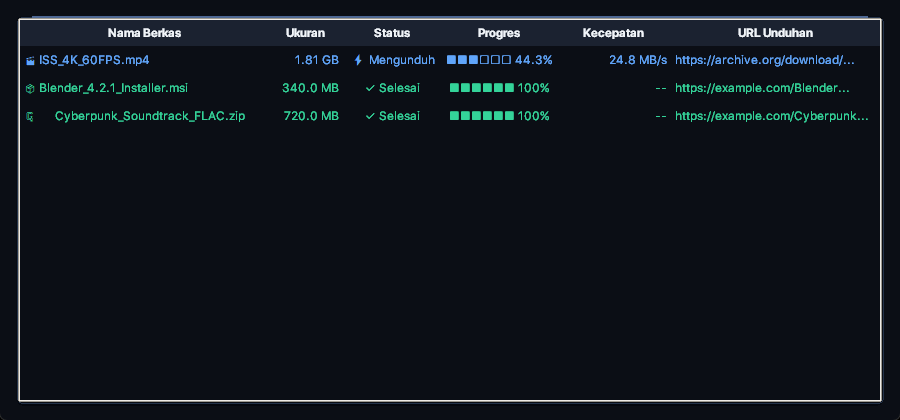 Nama Berkas Ukuran Status Progres Kecepatan URL Unduhan
ISS_4K_60FPS.mp4 1.81 GB Mengunduh 44.3% 24.8 MB/s https://archive.org/download/...
Blender_4.2.1_Installer.msi 340.0 MB ✓ Selesai 100% -- https://example.com/Blender...
Cyberpunk_Soundtrack_FLAC.zip 720.0 MB ✓ Selesai 100% -- https://example.com/Cyberpunk...